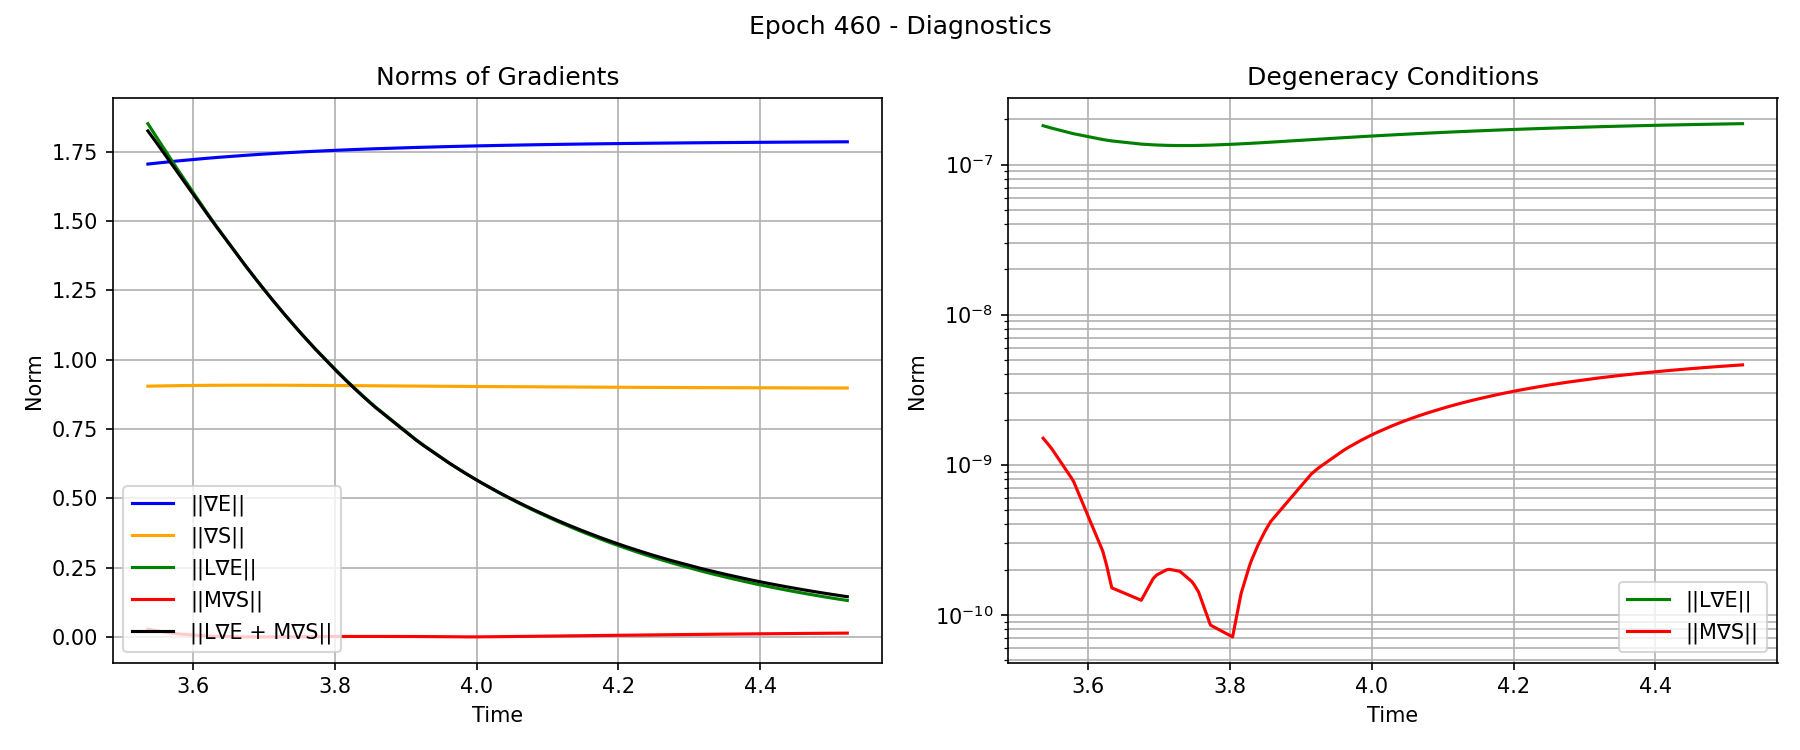 Epoch 460 - Diagnostics
Norms of Gradients
Norm
1.75
1.50
1.25
1.00
0.75
0.50
0.25
0.00
||∇E||
||∇S||
||L∇E||
||M∇S||
||L∇E + M∇S||
3.6
3.8
4.0
4.2
4.4
Time
Degeneracy Conditions
Norm
10⁻⁷
10⁻⁸
10⁻⁹
10⁻¹⁰
||L∇E||
||M∇S||
3.6
3.8
4.0
4.2
4.4
Time